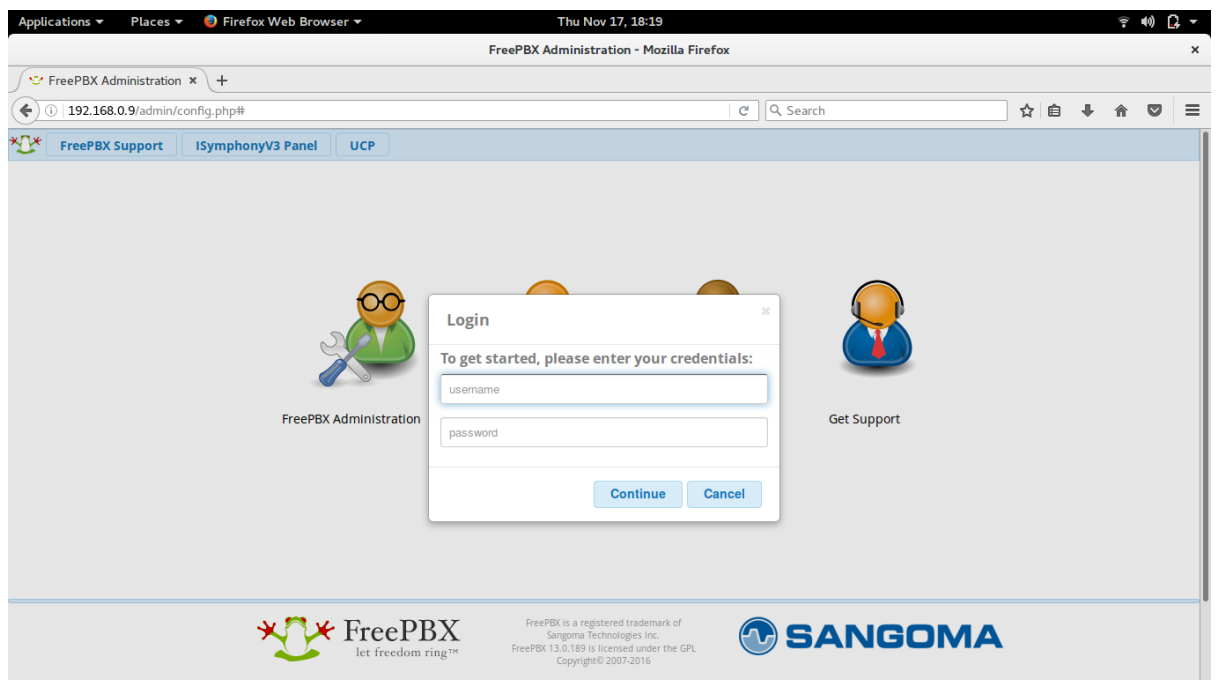 Applications Places Firefox Web Browser Thu Nov 17, 18:19
FreePBX Administration - Mozilla Firefox
FreePBX Administration
192.168.0.9/admin/config.php# Search
FreePBX Support ISymphonyV3 Panel UCP
Login
To get started, please enter your credentials:
username
password
Continue Cancel
FreePBX Administration
Get Support
FreePBX
let freedom ring™
FreePBX is a registered trademark of
Sangoma Technologies Inc.
FreePBX 13.0.189 is licensed under the GPL
Copyright© 2007-2016
SANGOMA